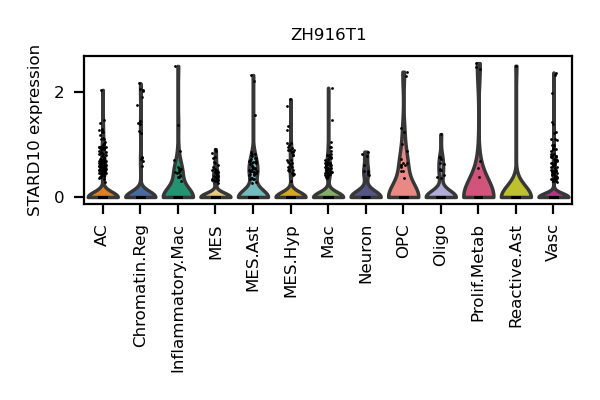 ZH916T1
STARD10 expression
2
0
AC
Chromatin.Reg
Inflammatory.Mac
MES
MES.Ast
MES.Hyp
Mac
Neuron
OPC
Oligo
Prolif.Metab
Reactive.Ast
Vasc